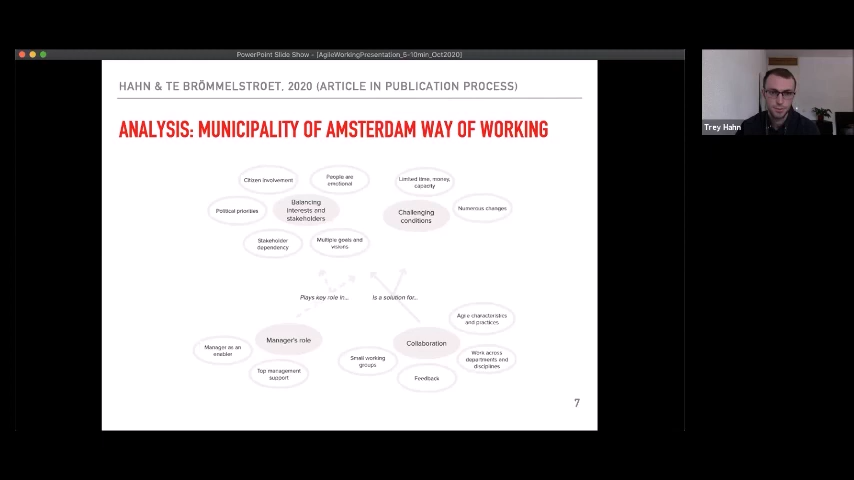 PowerPoint Slide Show - [AgileWorkingPresentation_5-10min_Oct2020]
HAHN & TE BRÖMMELSTROET, 2020 (ARTICLE IN PUBLICATION PROCESS)
ANALYSIS: MUNICIPALITY OF AMSTERDAM WAY OF WORKING
Citizen involvement
People are
emotional
Political priorities
Balancing
interests and
stakeholders
Stakeholder
dependency
Multiple goals and
visions
Limited time, money,
capacity
Challenging
conditions
Numerous changes
Plays key role in...
Is a solution for...
Manager's role
Manager as an
enabler
Top management
support
Agile characteristics
and practices
Collaboration
Small working
groups
Work across
departments and
disciplines
Feedback
7
Trey Hahn